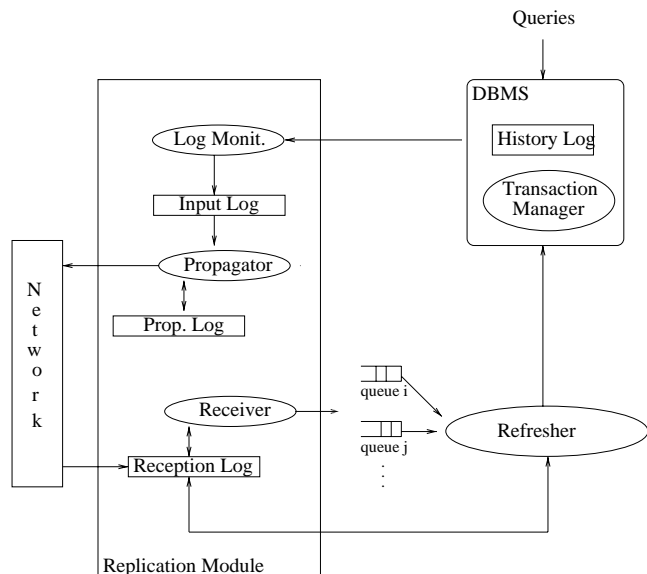 Queries
DBMS
History Log
Transaction
Manager
Log Monit.
Input Log
Propagator
Prop. Log
Network
queue i
Receiver
queue j
Refresher
Reception Log
Replication Module